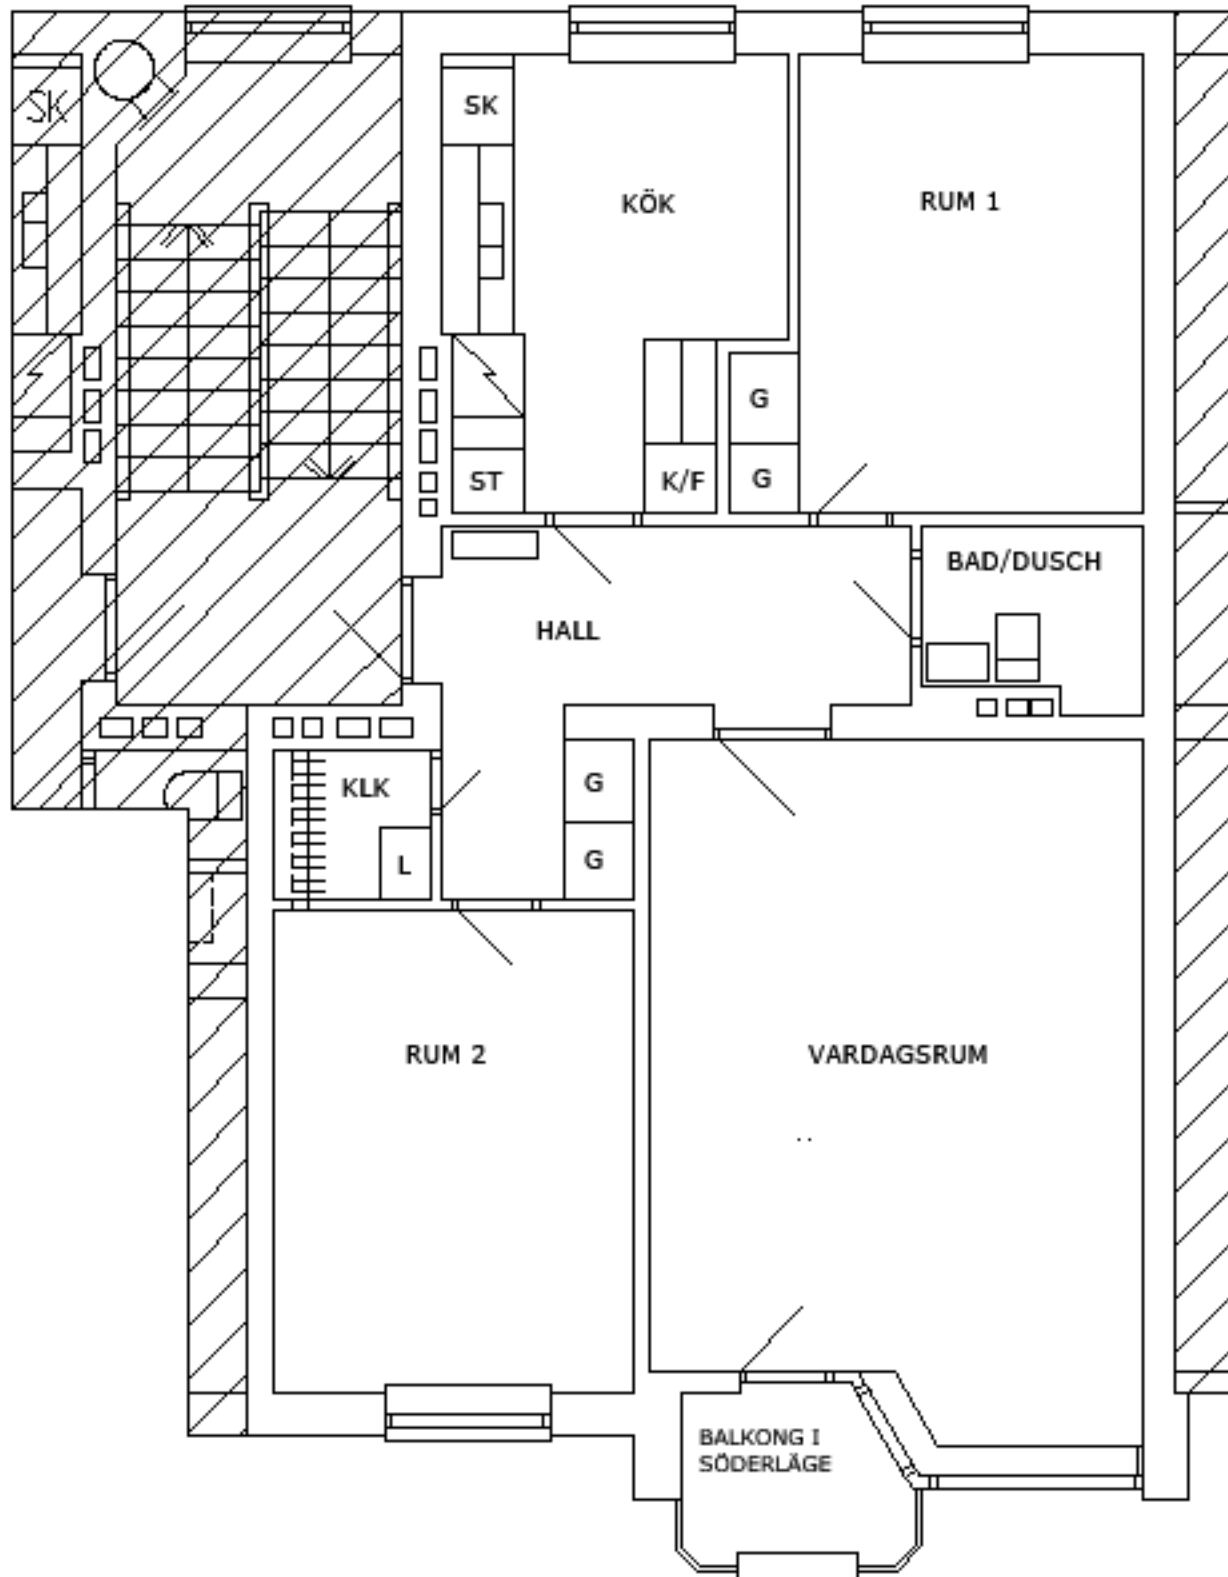 SK
SK
KÖK
RUM 1
G
ST
K/F
G
BAD/DUSCH
HALL
KLK
G
L
G
RUM 2
VARDAGSRUM
BALKONG I
SÖDERLÄGE